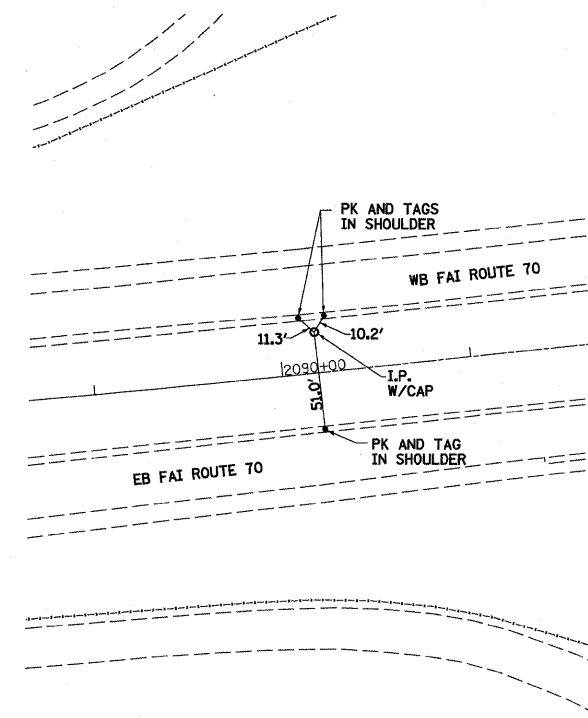 PK AND TAGS
IN SHOULDER
WB FAI ROUTE 70
11.3'
10.2'
2090+00
I.P.
W/CAP
51.0'
PK AND TAG
IN SHOULDER
EB FAI ROUTE 70